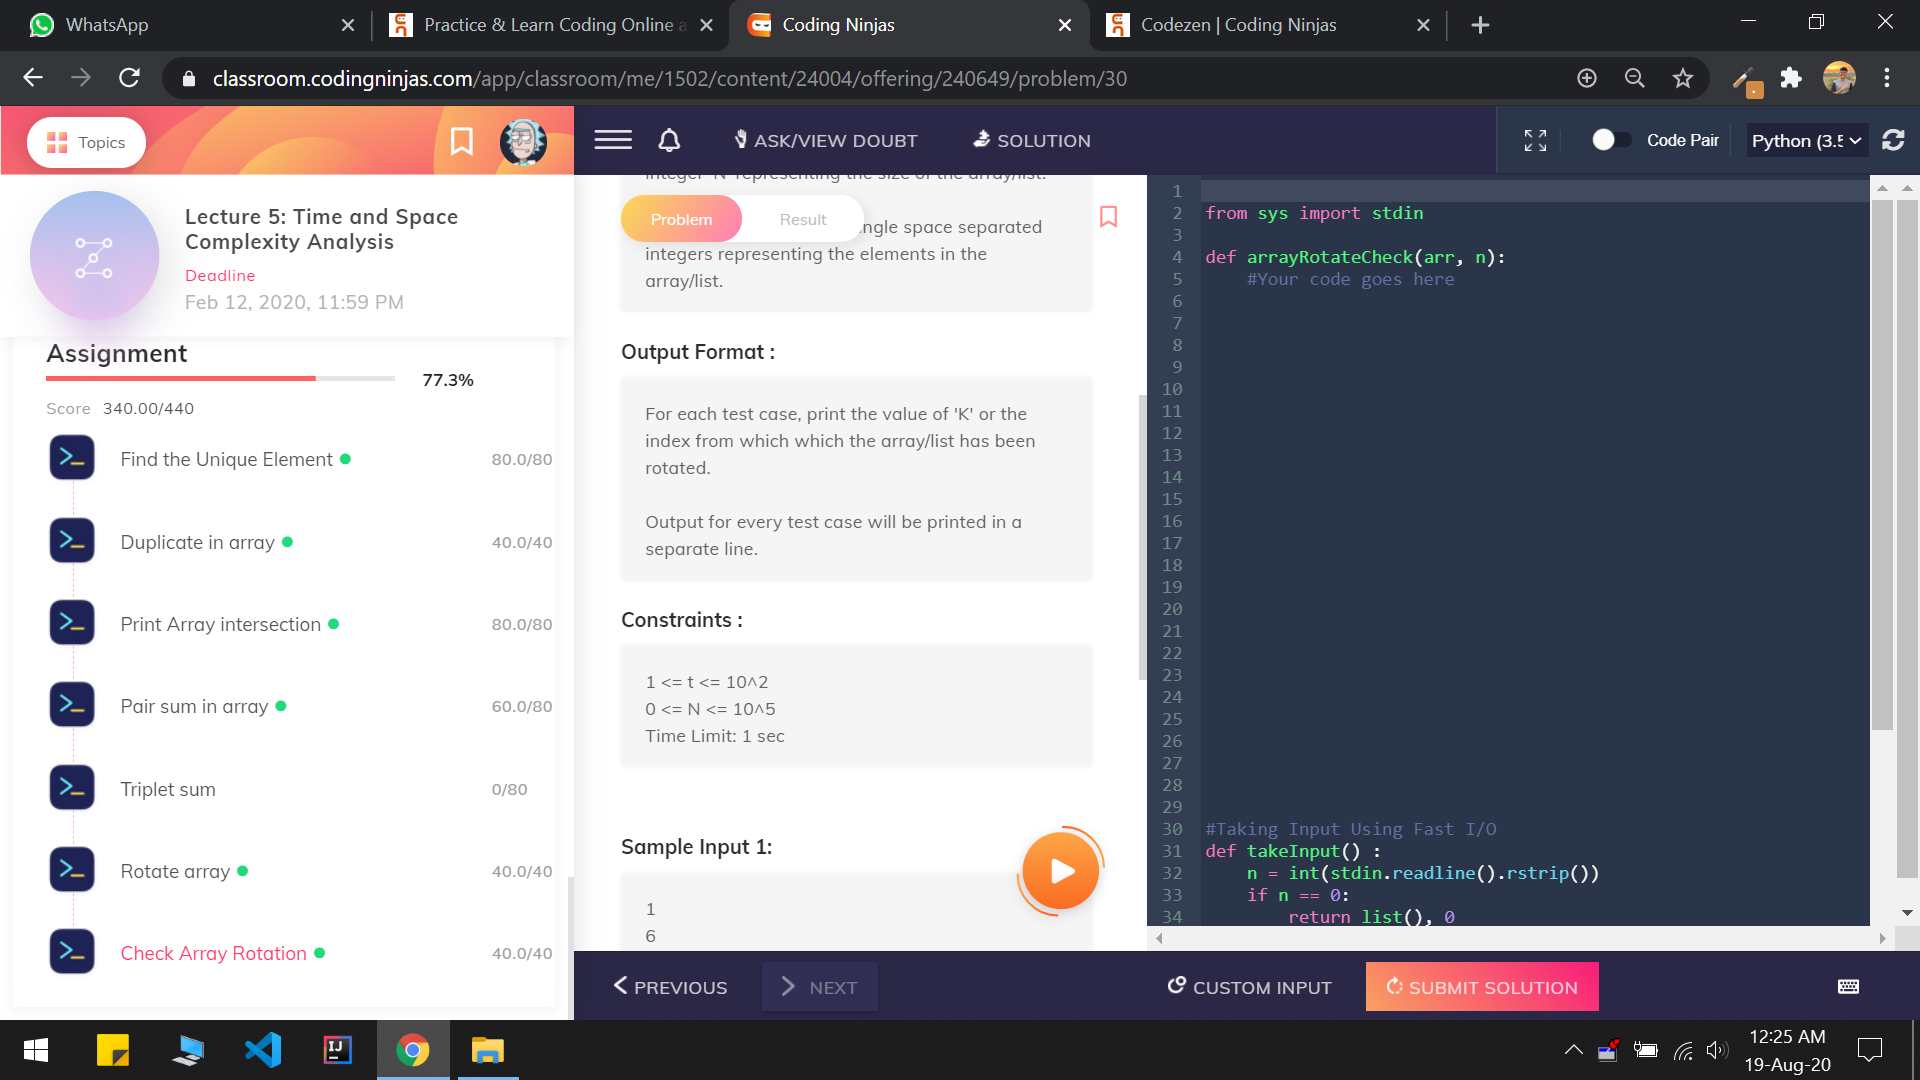 WhatsApp
Practice & Learn Coding Online a
Coding Ninjas
Codezen | Coding Ninjas
classroom.codingninjas.com/app/classroom/me/1502/content/24004/offering/240649/problem/30
Topics
ASK/VIEW DOUBT
SOLUTION
Code Pair
Python (3.5
Lecture 5: Time and Space
Complexity Analysis
Deadline
Feb 12, 2020, 11:59 PM
Assignment
77.3%
Score 340.00/440
Find the Unique Element 80.0/80
Duplicate in array 40.0/40
Print Array intersection 80.0/80
Pair sum in array 60.0/80
Triplet sum 0/80
Rotate array 40.0/40
Check Array Rotation 40.0/40
integer 'N' representing the size of the array/list.
Problem
Result
ngle space separated
integers representing the elements in the
array/list.
Output Format :
For each test case, print the value of 'K' or the
index from which which the array/list has been
rotated.
Output for every test case will be printed in a
separate line.
Constraints :
1 <= t <= 10^2
0 <= N <= 10^5
Time Limit: 1 sec
Sample Input 1:
1
6
1
2 from sys import stdin
3
4 def arrayRotateCheck(arr, n):
5 #Your code goes here
6
7
8
9
10
11
12
13
14
15
16
17
18
19
20
21
22
23
24
25
26
27
28
29
30 #Taking Input Using Fast I/O
31 def takeInput() :
32 n = int(stdin.readline().rstrip())
33 if n == 0:
34 return list(), 0
PREVIOUS
NEXT
CUSTOM INPUT
SUBMIT SOLUTION
IJ
12:25 AM
19-Aug-20